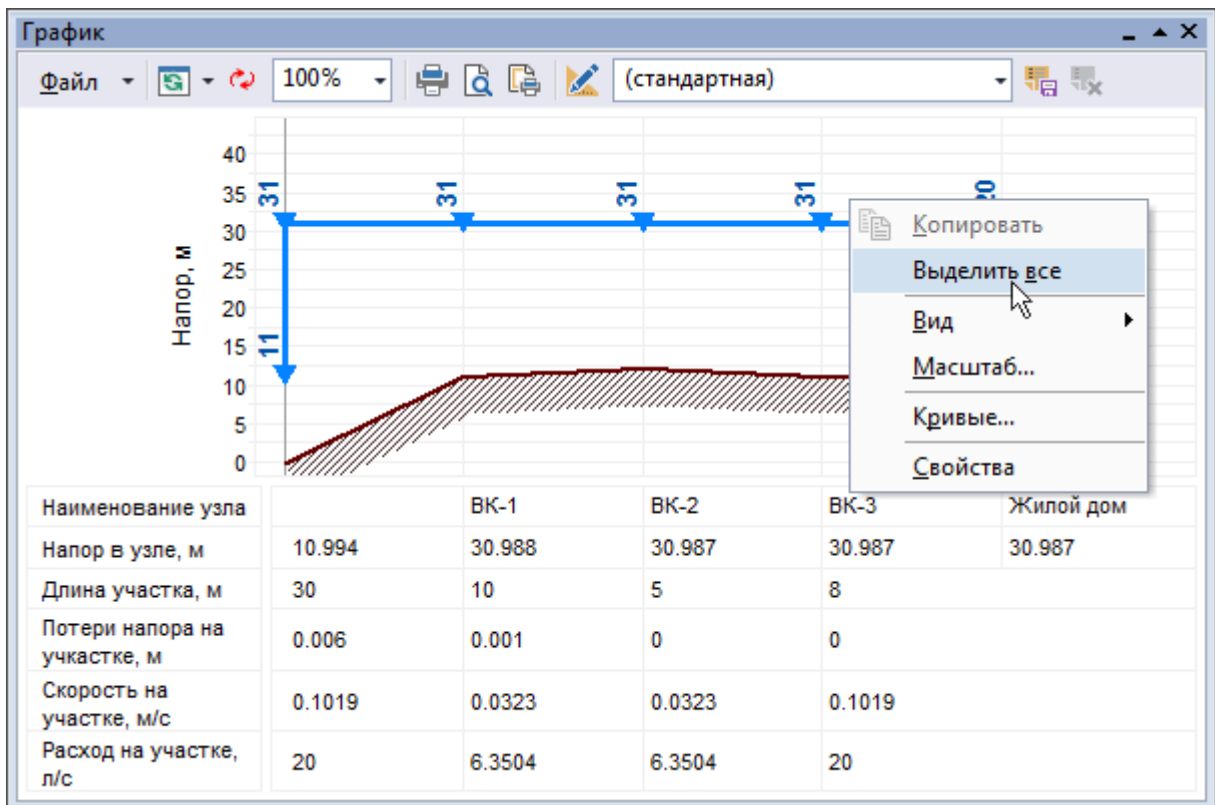 График
Файл 100% (стандартная)
40
35
30
25
20
15
10
5
0
Напор, м
31 31 31 31 20
11
Копировать
Выделить все
Вид
Масштаб...
Кривые...
Свойства
Наименование узла ВК-1 ВК-2 ВК-3 Жилой дом
Напор в узле, м 10.994 30.988 30.987 30.987 30.987
Длина участка, м 30 10 5 8
Потери напора на
учкастке, м 0.006 0.001 0 0
Скорость на
участке, м/с 0.1019 0.0323 0.0323 0.1019
Расход на участке,
л/с 20 6.3504 6.3504 20